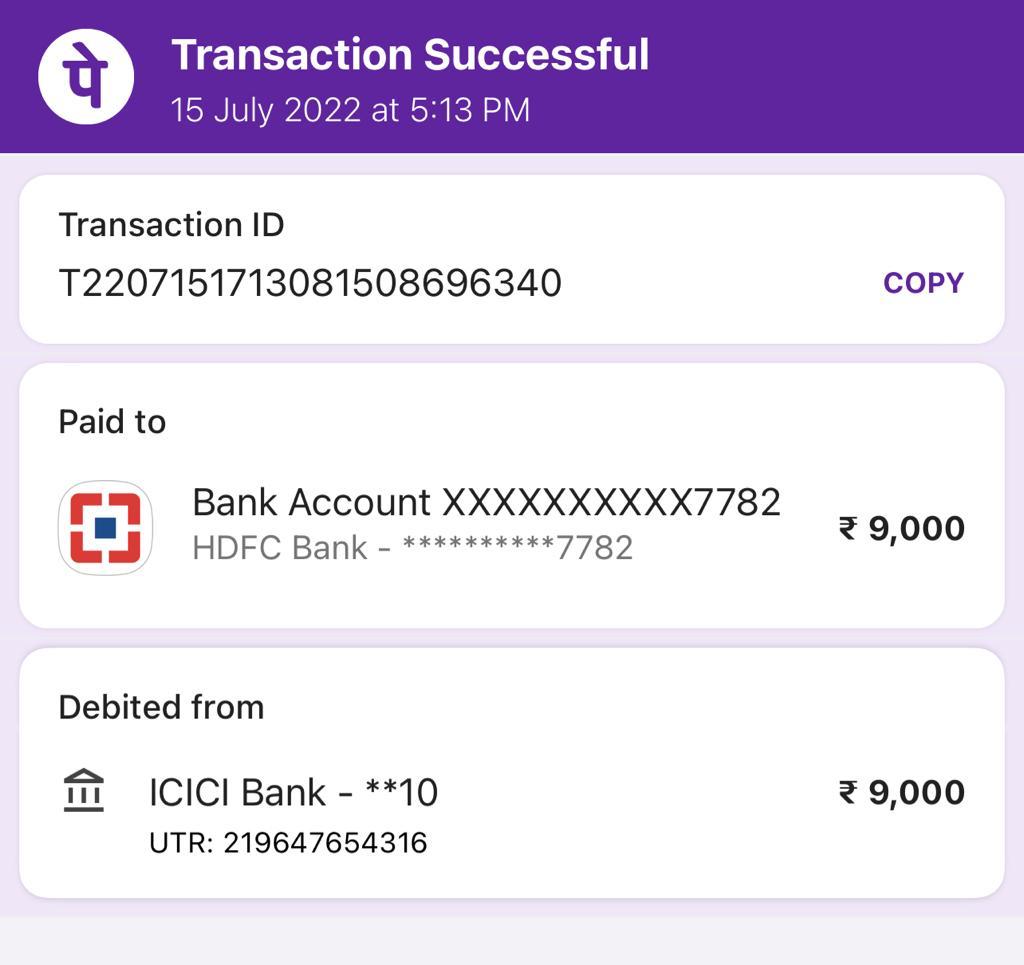 पे
Transaction Successful
15 July 2022 at 5:13 PM
Transaction ID
T2207151713081508696340
COPY
Paid to
Bank Account XXXXXXXXXX7782
HDFC Bank - **********7782
₹ 9,000
Debited from
ICICI Bank - **10
₹ 9,000
UTR: 219647654316